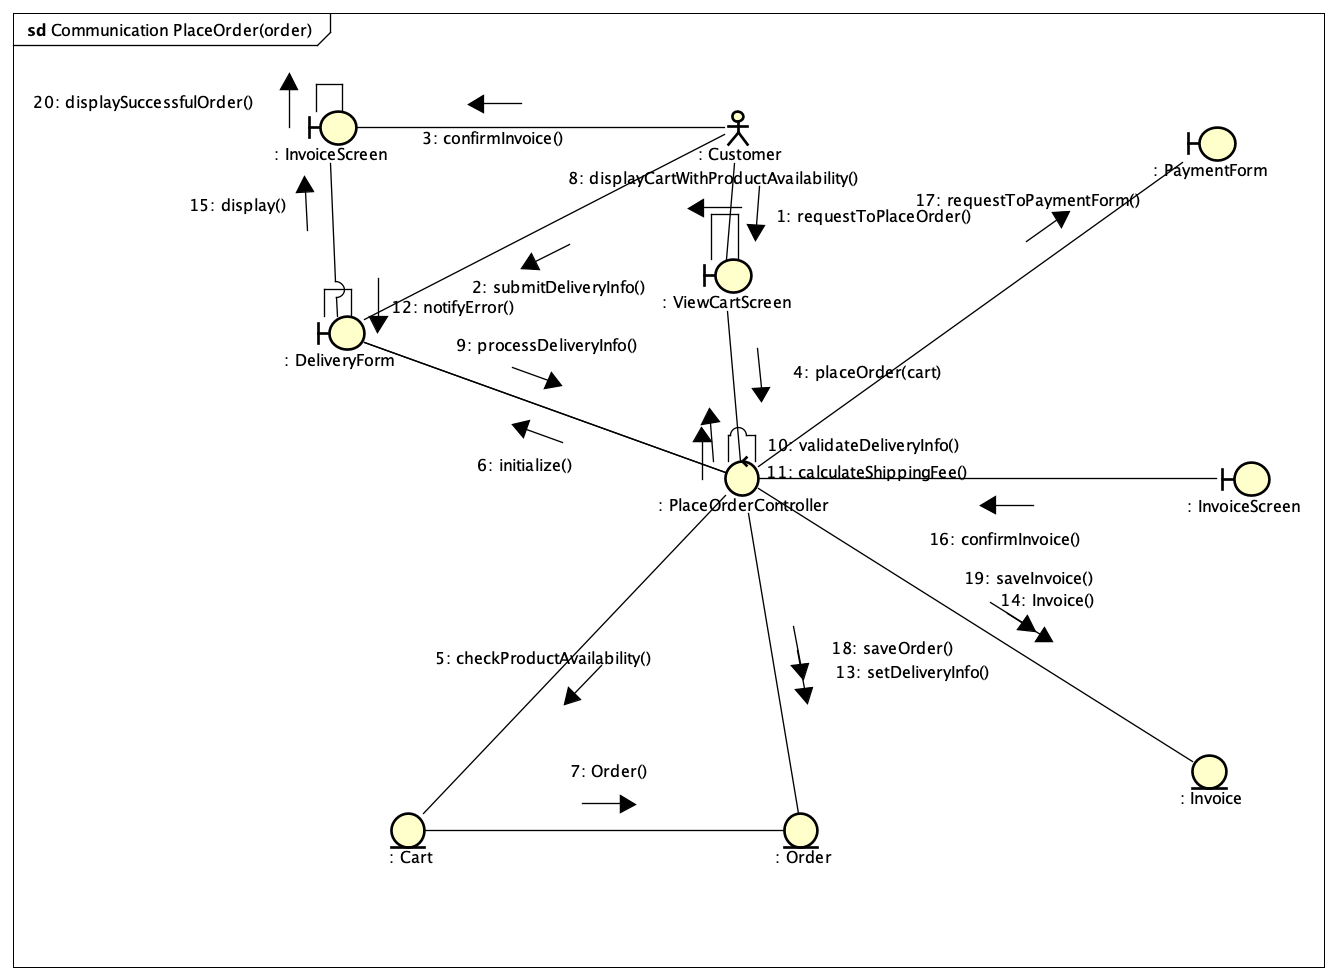 sd Communication PlaceOrder(order)
20: displaySuccessfulOrder()
3: confirmInvoice()
: InvoiceScreen
: Customer
: PaymentForm
8: displayCartWithProductAvailability()
15: display()
17: requestToPaymentForm()
1: requestToPlaceOrder()
2: submitDeliveryInfo()
: ViewCartScreen
12: notifyError()
9: processDeliveryInfo()
: DeliveryForm
4: placeOrder(cart)
10: validateDeliveryInfo()
6: initialize()
11: calculateShippingFee()
: PlaceOrderController
: InvoiceScreen
16: confirmInvoice()
19: saveInvoice()
14: Invoice()
18: saveOrder()
5: checkProductAvailability()
13: setDeliveryInfo()
7: Order()
: Invoice
: Cart
: Order